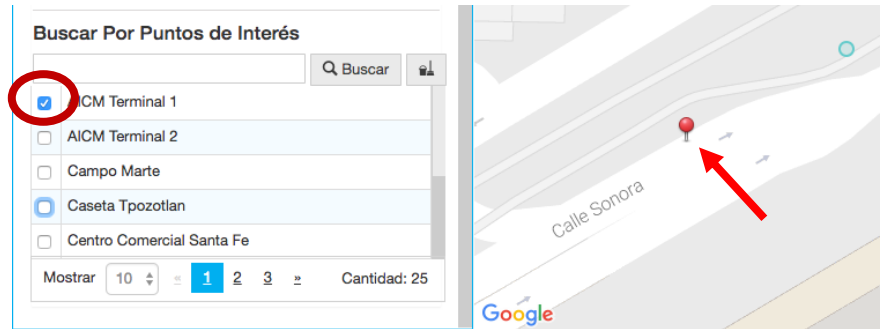 Buscar Por Puntos de Interés
Buscar
AICM Terminal 1
AICM Terminal 2
Campo Marte
Caseta Tpozotlan
Centro Comercial Santa Fe
Mostrar 10 « 1 2 3 » Cantidad: 25
Calle Sonora
Google